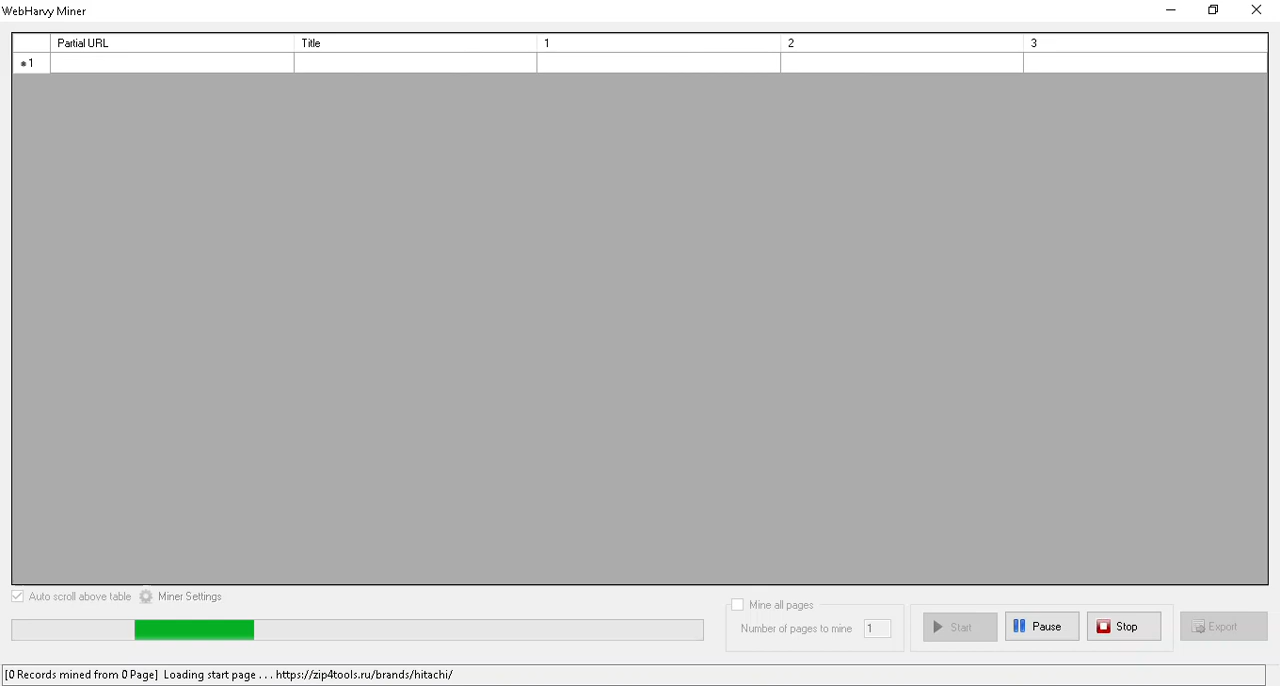 WebHarvy Miner
Partial URL Title 1 2 3
1
Auto scroll above table Miner Settings
Mine all pages
Number of pages to mine 1
Start Pause Stop Export
[0 Records mined from 0 Page] Loading start page . . . https://zip4tools.ru/brands/hitachi/